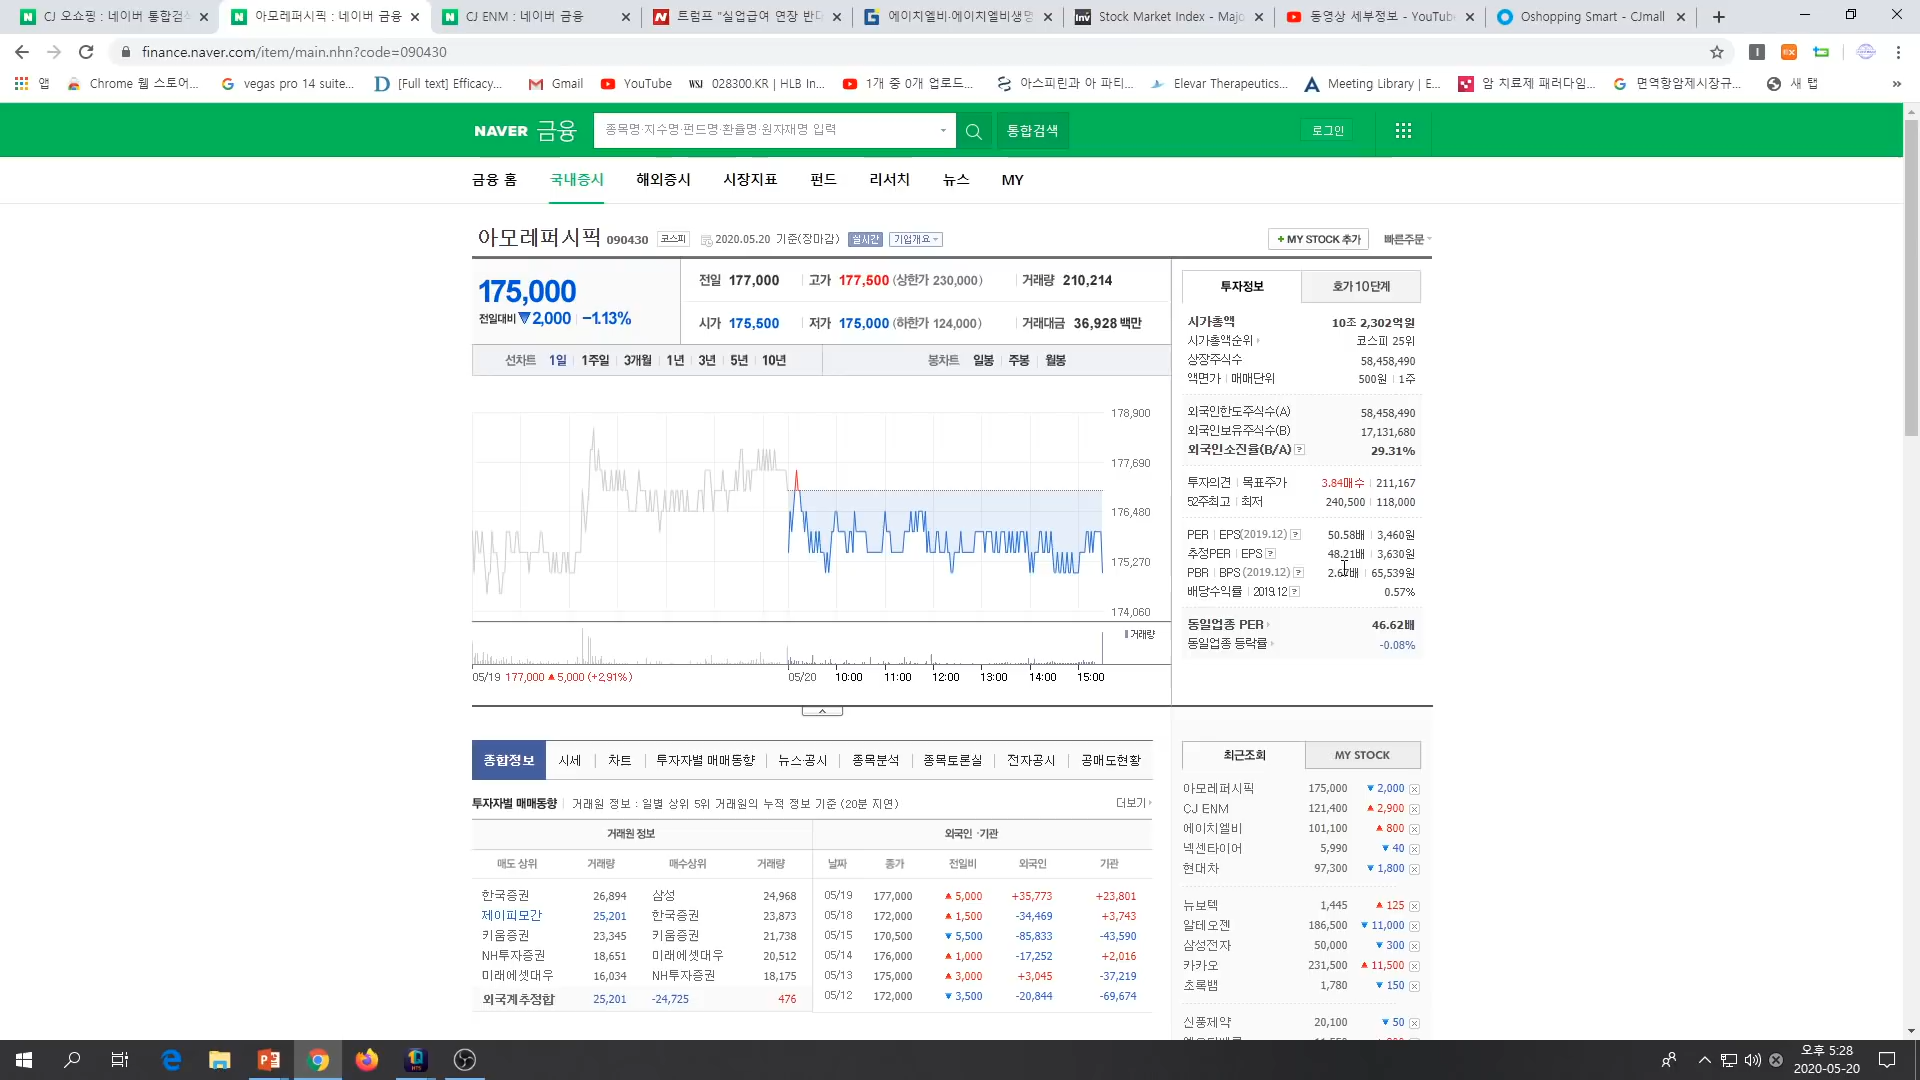 CJ 오쇼핑 : 네이버 통합검색
아모레퍼시픽 : 네이버 금융
CJ ENM : 네이버 금융
트럼프 "실업급여 연장 반대
에이치엘비·에이치엘비생명
Stock Market Index - Majo
동영상 세부정보 - YouTube
Oshopping Smart - CJmall
finance.naver.com/item/main.nhn?code=090430
앱
Chrome 웹 스토어...
vegas pro 14 suite...
[Full text] Efficacy...
Gmail
YouTube
WSJ 028300.KR | HLB In...
1개 중 0개 업로드...
아스피린과 아 파티...
Elevar Therapeutics...
Meeting Library | E...
암 치료제 패러다임...
면역항암제시장규...
새 탭
NAVER 금융
종목명·지수명·펀드명·환율명·원자재명 입력
통합검색
로그인
금융 홈 국내증시 해외증시 시장지표 펀드 리서치 뉴스 MY
아모레퍼시픽 090430 코스피 2020.05.20 기준(장마감) 실시간 기업개요
+ MY STOCK 추가 빠른주문
175,000
전일대비 ▼2,000 -1.13%
전일 177,000 고가 177,500 (상한가 230,000) 거래량 210,214
시가 175,500 저가 175,000 (하한가 124,000) 거래대금 36,928 백만
선차트 1일 1주일 3개월 1년 3년 5년 10년 봉차트 일봉 주봉 월봉
178,900
177,690
176,480
175,270
174,060
거래량
05/19 177,000 ▲5,000 (+2,91%) 05/20 10:00 11:00 12:00 13:00 14:00 15:00
투자정보 호가 10단계
시가총액 10조 2,302억원
시가총액순위 코스피 25위
상장주식수 58,458,490
액면가 | 매매단위 500원 | 1주
외국인한도주식수(A) 58,458,490
외국인보유주식수(B) 17,131,680
외국인소진율(B/A) ? 29.31%
투자의견 | 목표주가 3.84매수 | 211,167
52주최고 | 최저 240,500 | 118,000
PER | EPS(2019.12) ? 50.58배 | 3,460원
추정PER | EPS ? 48.21배 | 3,630원
PBR | BPS (2019.12) ? 2.67배 | 65,539원
배당수익률 | 2019.12 ? 0.57%
동일업종 PER 46.62배
동일업종 등락률 -0.08%
종합정보 시세 차트 투자자별 매매동향 뉴스·공시 종목분석 종목토론실 전자공시 공매도현황
투자자별 매매동향 거래원 정보 : 일별 상위 5위 거래원의 누적 정보 기준 (20분 지연) 더보기
거래원 정보 외국인·기관
매도 상위 거래량 매수상위 거래량 날짜 종가 전일비 외국인 기관
한국증권 26,894 삼성 24,968 05/19 177,000 ▲5,000 +35,773 +23,801
제이피모간 25,201 한국증권 23,873 05/18 172,000 ▲1,500 -34,469 +3,743
키움증권 23,345 키움증권 21,738 05/15 170,500 ▼5,500 -85,833 -43,590
NH투자증권 18,651 미래에셋대우 20,512 05/14 176,000 ▲1,000 -17,252 +2,016
미래에셋대우 16,034 NH투자증권 18,175 05/13 175,000 ▲3,000 +3,045 -37,219
외국계추정합 25,201 -24,725 476 05/12 172,000 ▼3,500 -20,844 -69,674
최근조회 MY STOCK
아모레퍼시픽 175,000 ▼2,000
CJ ENM 121,400 ▲2,900
에이치엘비 101,100 ▲800
넥센타이어 5,990 ▼40
현대차 97,300 ▼1,800
뉴보텍 1,445 ▲125
알테오젠 186,500 ▼11,000
삼성전자 50,000 ▼300
카카오 231,500 ▲11,500
초록뱀 1,780 ▼150
신풍제약 20,100 ▼50
오후 5:28
2020-05-20